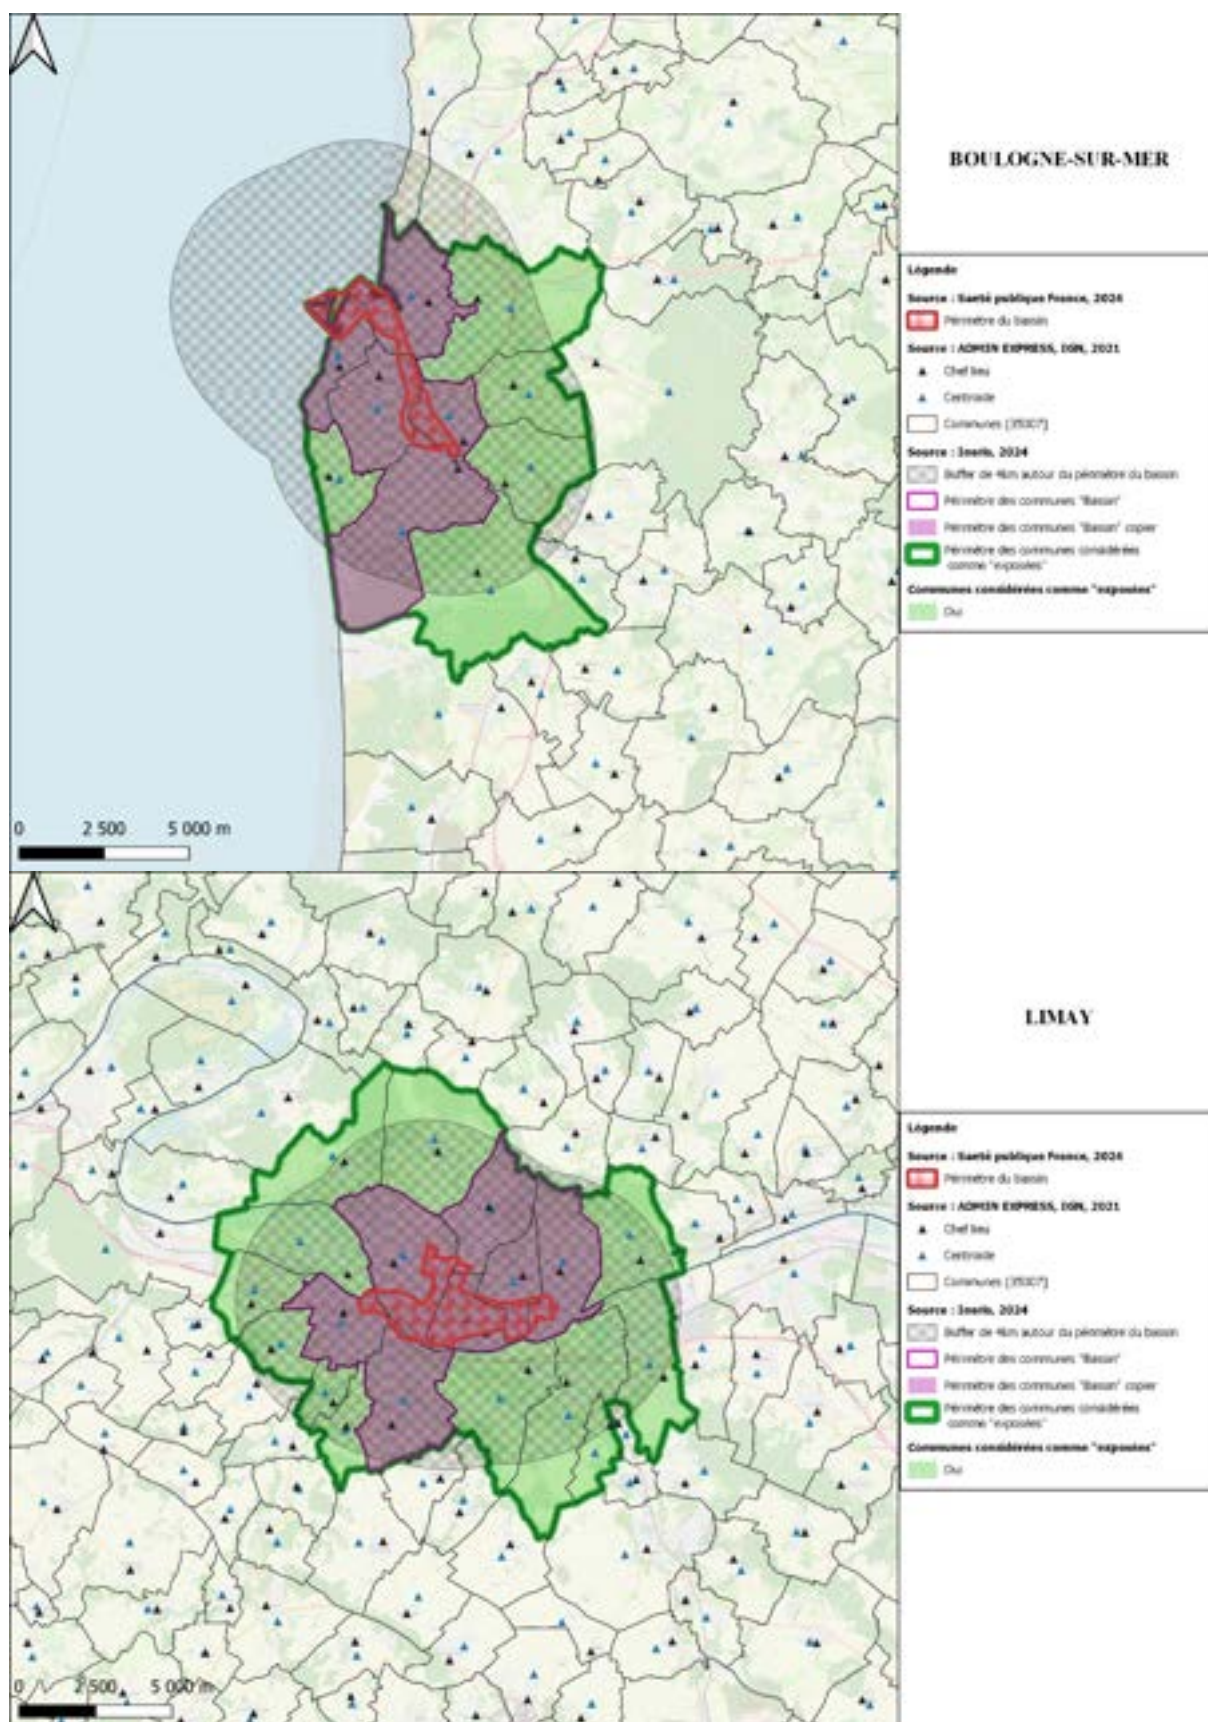 BOULOGNE-SUR-MER
Légende
Source : Santé publique France, 2024
Périmètre du bassin
Source : ADMIN EXPRESS, IGN, 2021
Chef lieu
Centroide
Communes [35007]
Source : Ineris, 2024
Buffer de 4km autour du périmètre du bassin
Périmètre des communes "Bassin"
Périmètre des communes "Bassin" copier
Périmètre des communes considérées
comme "exposées"
Communes considérées comme "exposées"
Oui
0 2 500 5 000 m
LIMAY
Légende
Source : Santé publique France, 2024
Périmètre du bassin
Source : ADMIN EXPRESS, IGN, 2021
Chef lieu
Centroide
Communes [35007]
Source : Ineris, 2024
Buffer de 4km autour du périmètre du bassin
Périmètre des communes "Bassin"
Périmètre des communes "Bassin" copier
Périmètre des communes considérées
comme "exposées"
Communes considérées comme "exposées"
Oui
0 2 500 5 000 m